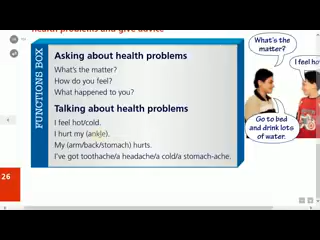 health problems and give advice
FUNCTIONS BOX
Asking about health problems
What's the matter?
How do you feel?
What happened to you?
Talking about health problems
I feel hot/cold.
I hurt my (ankle).
My (arm/back/stomach) hurts.
I've got toothache/a headache/a cold/a stomach-ache.
What's the
matter?
I feel ho
Go to bed
and drink lots
of water.
26